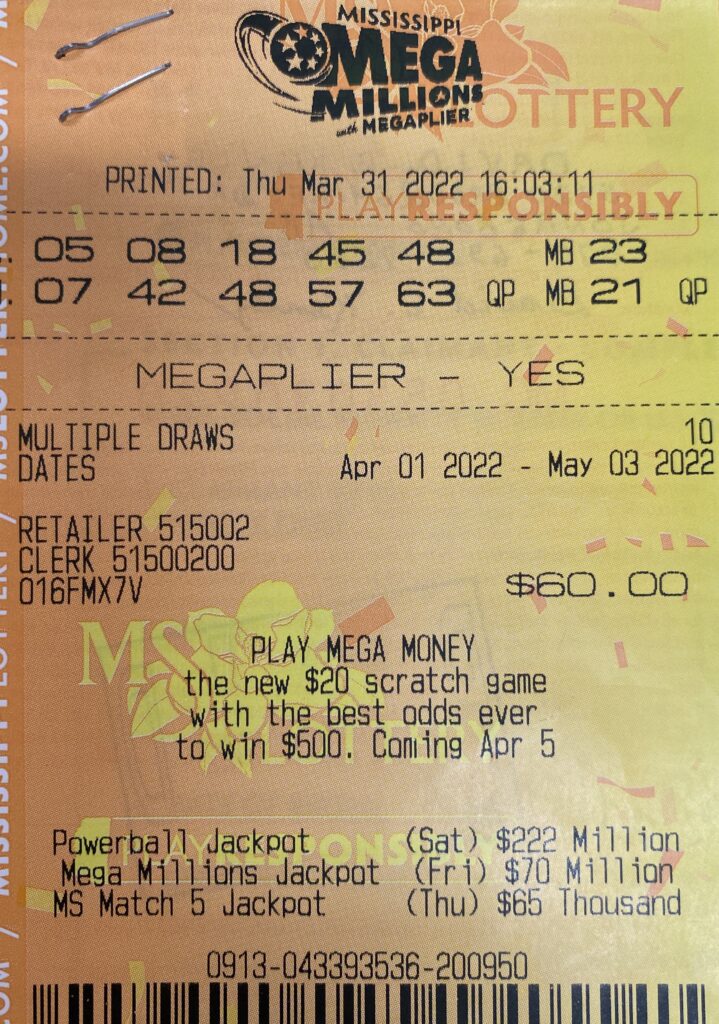 MISSISSIPPI
MEGA
MILLIONS
with MEGAPLIER
LOTTERY
PRINTED: Thu Mar 31 2022 16:03:11
PLAY RESPONSIBLY
05 08 18 45 48 MB 23
07 42 48 57 63 QP MB 21 QP
MEGAPLIER - YES
MULTIPLE DRAWS 10
DATES Apr 01 2022 - May 03 2022
RETAILER 515002
CLERK 51500200
016FMX7V
$60.00
MS
PLAY MEGA MONEY
the new $20 scratch game
with the best odds ever
to win $500. Coming Apr 5
LOTTERY
Powerball Jackpot (Sat) $222 Million
PLAY RESPONSIBLY
Mega Millions Jackpot (Fri) $70 Million
MS Match 5 Jackpot (Thu) $65 Thousand
0913-043393536-200950